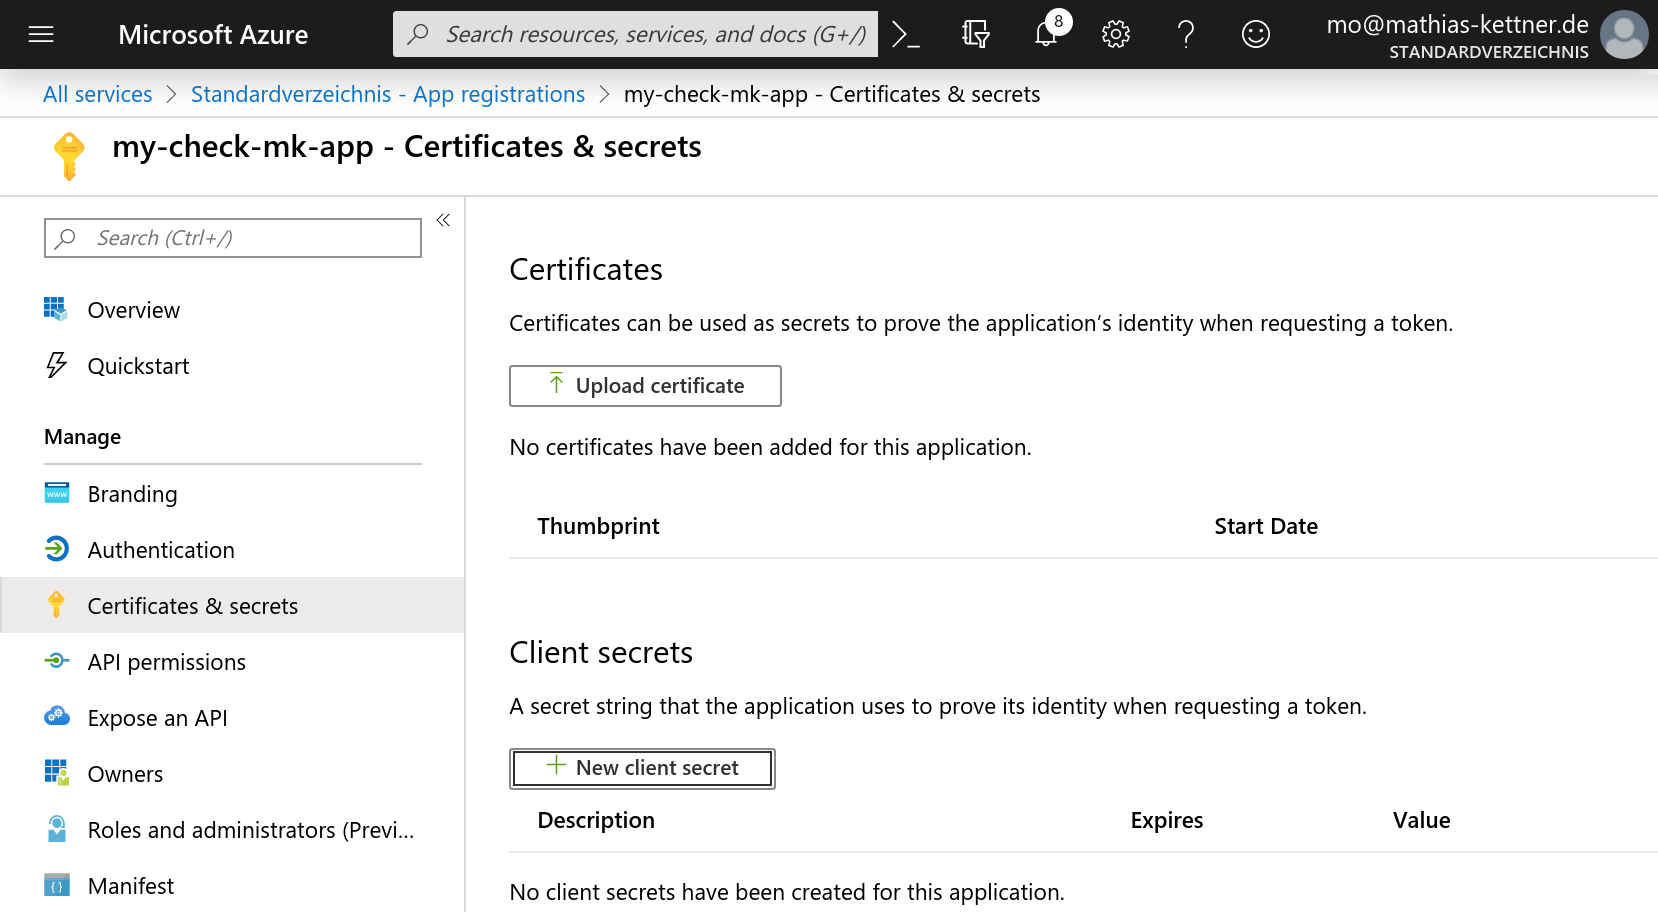 Microsoft Azure
Search resources, services, and docs (G+/)
8
mo@mathias-kettner.de
STANDARDVERZEICHNIS
All services > Standardverzeichnis - App registrations > my-check-mk-app - Certificates & secrets
my-check-mk-app - Certificates & secrets
Search (Ctrl+/)
Overview
Quickstart
Manage
Branding
Authentication
Certificates & secrets
API permissions
Expose an API
Owners
Roles and administrators (Previ...
Manifest
Certificates
Certificates can be used as secrets to prove the application’s identity when requesting a token.
Upload certificate
No certificates have been added for this application.
Thumbprint Start Date
Client secrets
A secret string that the application uses to prove its identity when requesting a token.
New client secret
Description Expires Value
No client secrets have been created for this application.